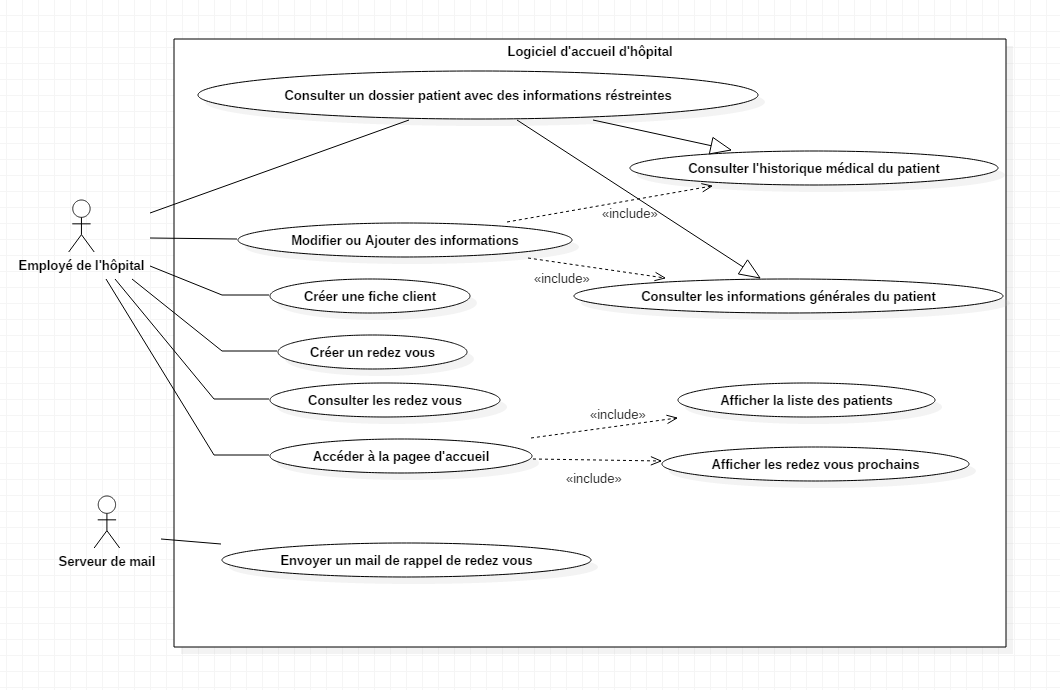 Logiciel d'accueil d'hôpital
Consulter un dossier patient avec des informations réstreintes
Consulter l'historique médical du patient
«include»
Modifier ou Ajouter des informations
Employé de l'hôpital
«include»
Créer une fiche client
Consulter les informations générales du patient
Créer un redez vous
Consulter les redez vous
Afficher la liste des patients
«include»
Accéder à la pagee d'accueil
Afficher les redez vous prochains
«include»
Serveur de mail
Envoyer un mail de rappel de redez vous